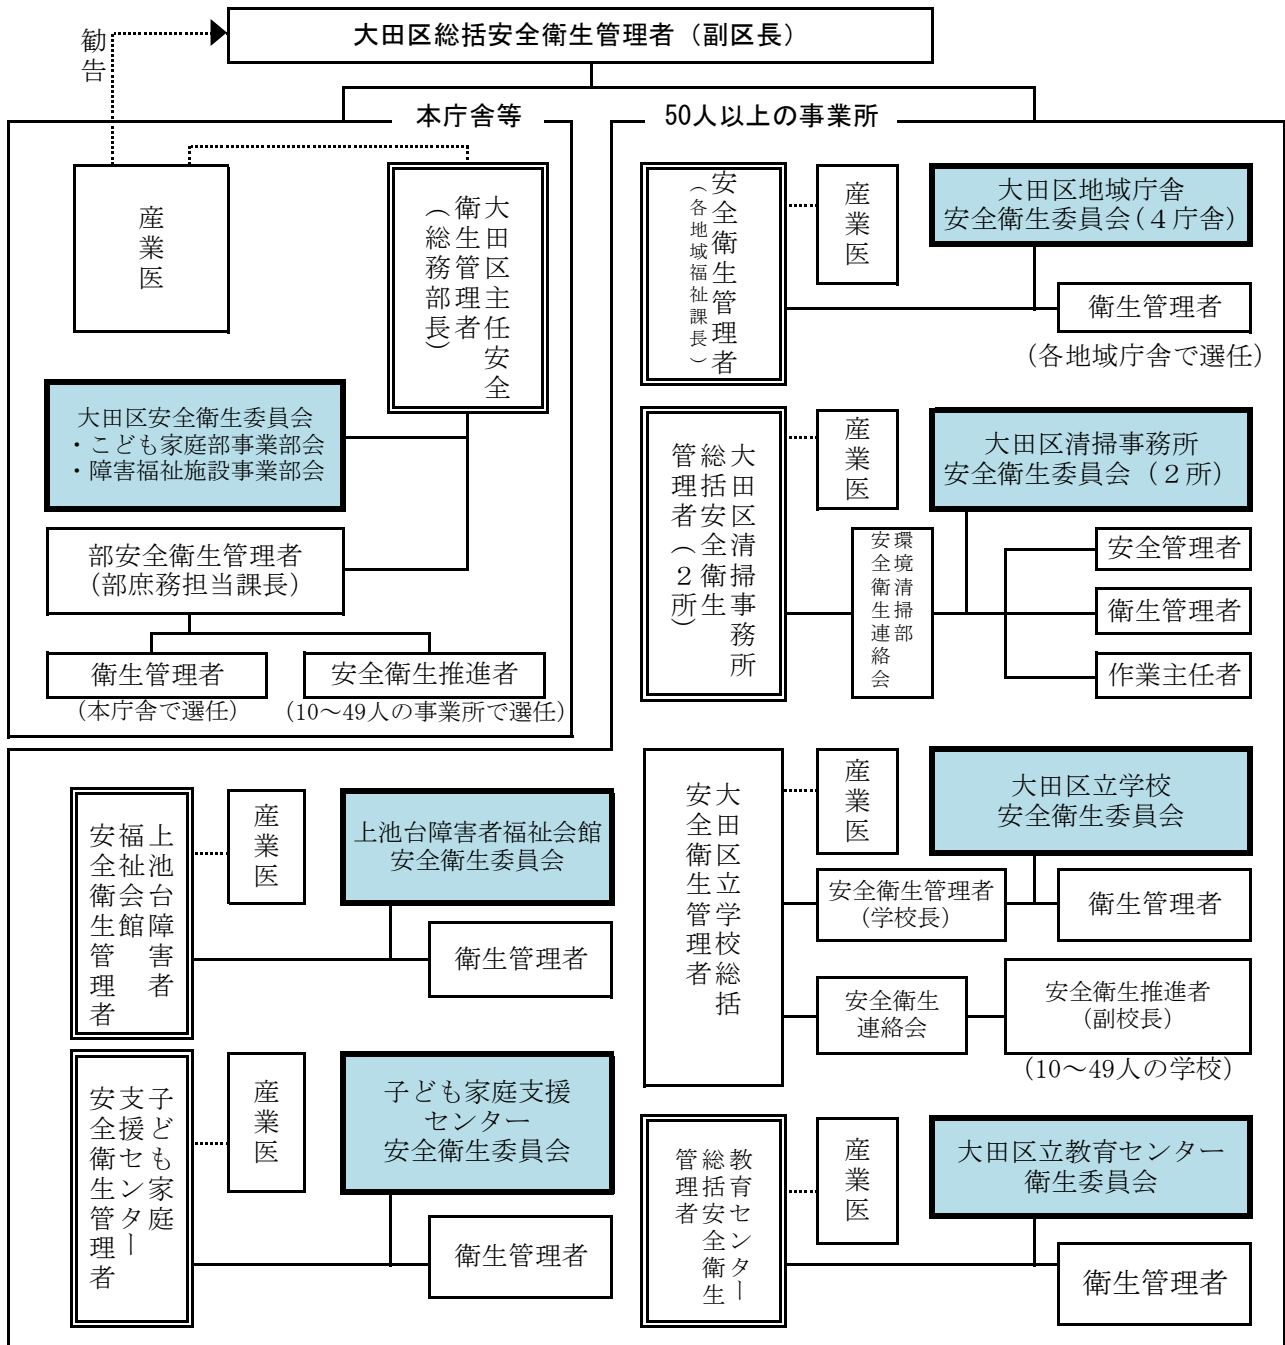 大田区総括安全衛生管理者（副区長）
勧告
本庁舎等
産業医
大田区主任安全
衛生管理者
（総務部長）
大田区安全衛生委員会
・こども家庭部事業部会
・障害福祉施設事業部会
部安全衛生管理者
(部庶務担当課長)
衛生管理者
(本庁舎で選任)
安全衛生推進者
(10～49人の事業所で選任)
50人以上の事業所
安全衛生管理者
（各地域福祉課長）
産業医
大田区地域庁舎
安全衛生委員会(４庁舎)
衛生管理者
(各地域庁舎で選任)
大田区清掃事務所
総括安全衛生
管理者（２所）
産業医
大田区清掃事務所
安全衛生委員会（２所）
環境清掃部
安全衛生連絡会
安全管理者
衛生管理者
作業主任者
大田区立学校総括
安全衛生管理者
産業医
大田区立学校
安全衛生委員会
安全衛生管理者
(学校長)
衛生管理者
安全衛生
連絡会
安全衛生推進者
(副校長)
(10～49人の学校)
上池台障害者
福祉会館
安全衛生管理者
産業医
上池台障害者福祉会館
安全衛生委員会
衛生管理者
子ども家庭
支援センター
安全衛生管理者
産業医
子ども家庭支援
センター
安全衛生委員会
衛生管理者
教育センター
総括安全衛生
管理者
産業医
大田区立教育センター
衛生委員会
衛生管理者